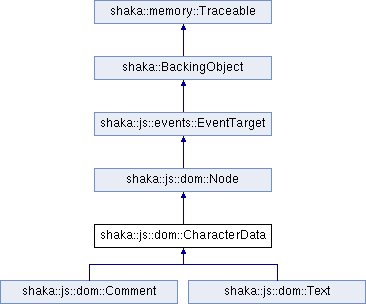 shaka::memory::Traceable
shaka::BackingObject
shaka::js::events::EventTarget
shaka::js::dom::Node
shaka::js::dom::CharacterData
shaka::js::dom::Comment
shaka::js::dom::Text